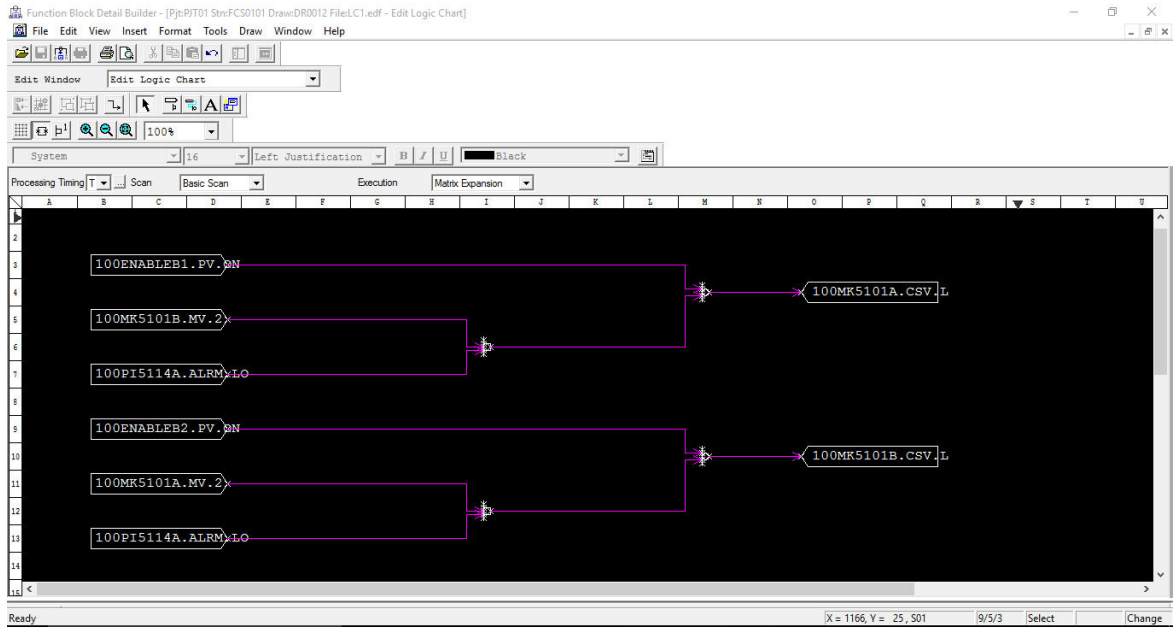 Function Block Detail Builder - [Pjt:PJT01 Stn:FCS0101 Draw:DR0012 File:LC1.edf - Edit Logic Chart]
File Edit View Insert Format Tools Draw Window Help
Edit Window Edit Logic Chart
A
100%
System 16 Left Justification B I U Black
Processing Timing T ... Scan Basic Scan Execution Matrix Expansion
A B C D E F G H I J K L M N O P Q R S T U
2
3 100ENABLEB1.PV.ON
4 100MK5101A.CSV.L
5 100MK5101B.MV.2
6
7 100PI5114A.ALRM.LO
8
9 100ENABLEB2.PV.ON
10 100MK5101B.CSV.L
11 100MK5101A.MV.2
12
13 100PI5114A.ALRM.LO
14
15
Ready X = 1166, Y = 25 , S01 9/5/3 Select Change